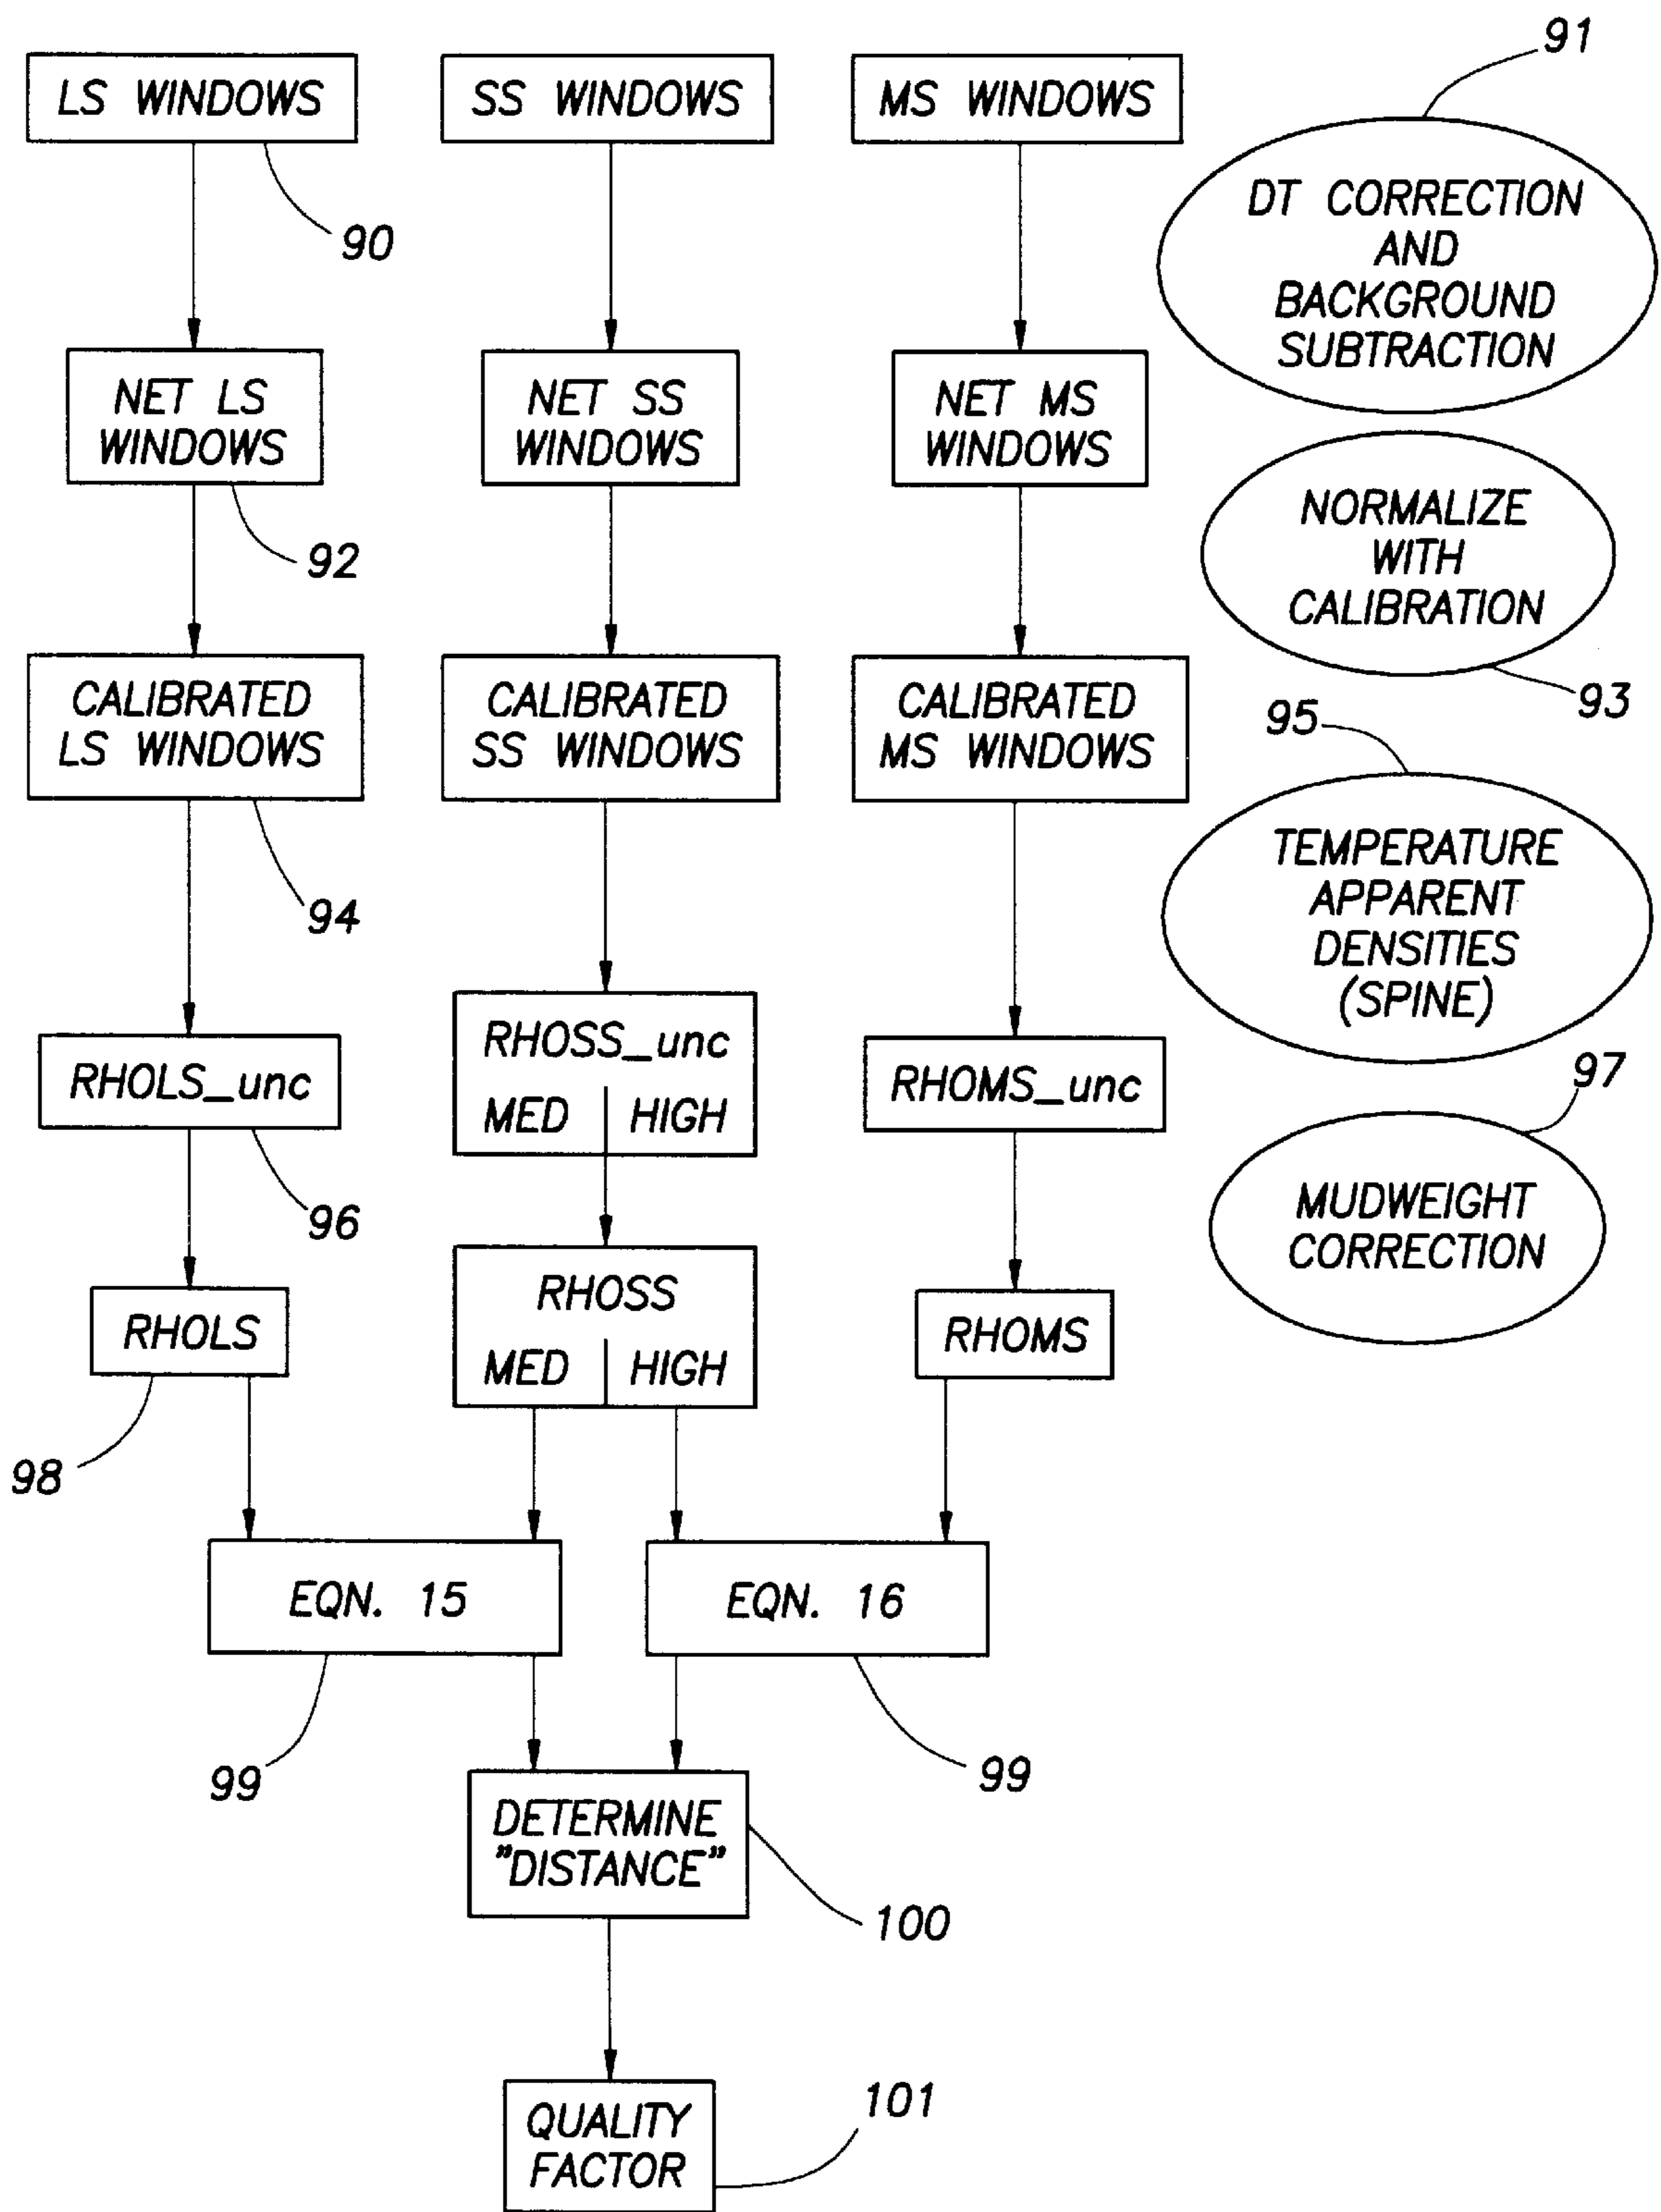 91
LS WINDOWS
SS WINDOWS
MS WINDOWS
90
DT CORRECTION
AND
BACKGROUND
SUBTRACTION
NET LS
WINDOWS
NET SS
WINDOWS
NET MS
WINDOWS
92
NORMALIZE
WITH
CALIBRATION
93
CALIBRATED
LS WINDOWS
CALIBRATED
SS WINDOWS
CALIBRATED
MS WINDOWS
94
95
TEMPERATURE
APPARENT
DENSITIES
(SPINE)
RHOLS_unc
RHOSS_unc
MED HIGH
RHOMS_unc
96
97
MUDWEIGHT
CORRECTION
RHOLS
RHOSS
MED HIGH
RHOMS
98
EQN. 15
EQN. 16
99
99
DETERMINE
"DISTANCE"
100
QUALITY
FACTOR
101